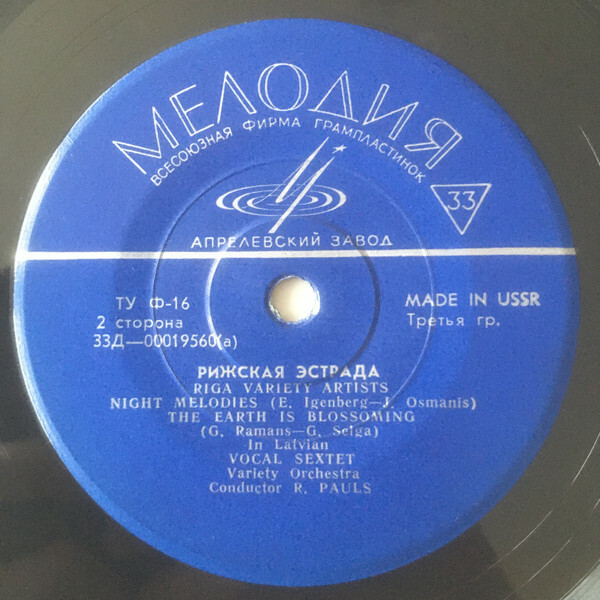 МЕЛОДИЯ
ВСЕСОЮЗНАЯ ФИРМА ГРАМПЛАСТИНОК
33
АПРЕЛЕВСКИЙ ЗАВОД
ТУ Ф-16
2 сторона
33Д—00019560(а)
MADE IN USSR
Третья гр.
РИЖСКАЯ ЭСТРАДА
RIGA VARIETY ARTISTS
NIGHT MELODIES (E. Igenberg—J. Osmanis)
THE EARTH IS BLOSSOMING
(G. Ramans—G. Selga)
In Latvian
VOCAL SEXTET
Variety Orchestra
Conductor R. PAULS